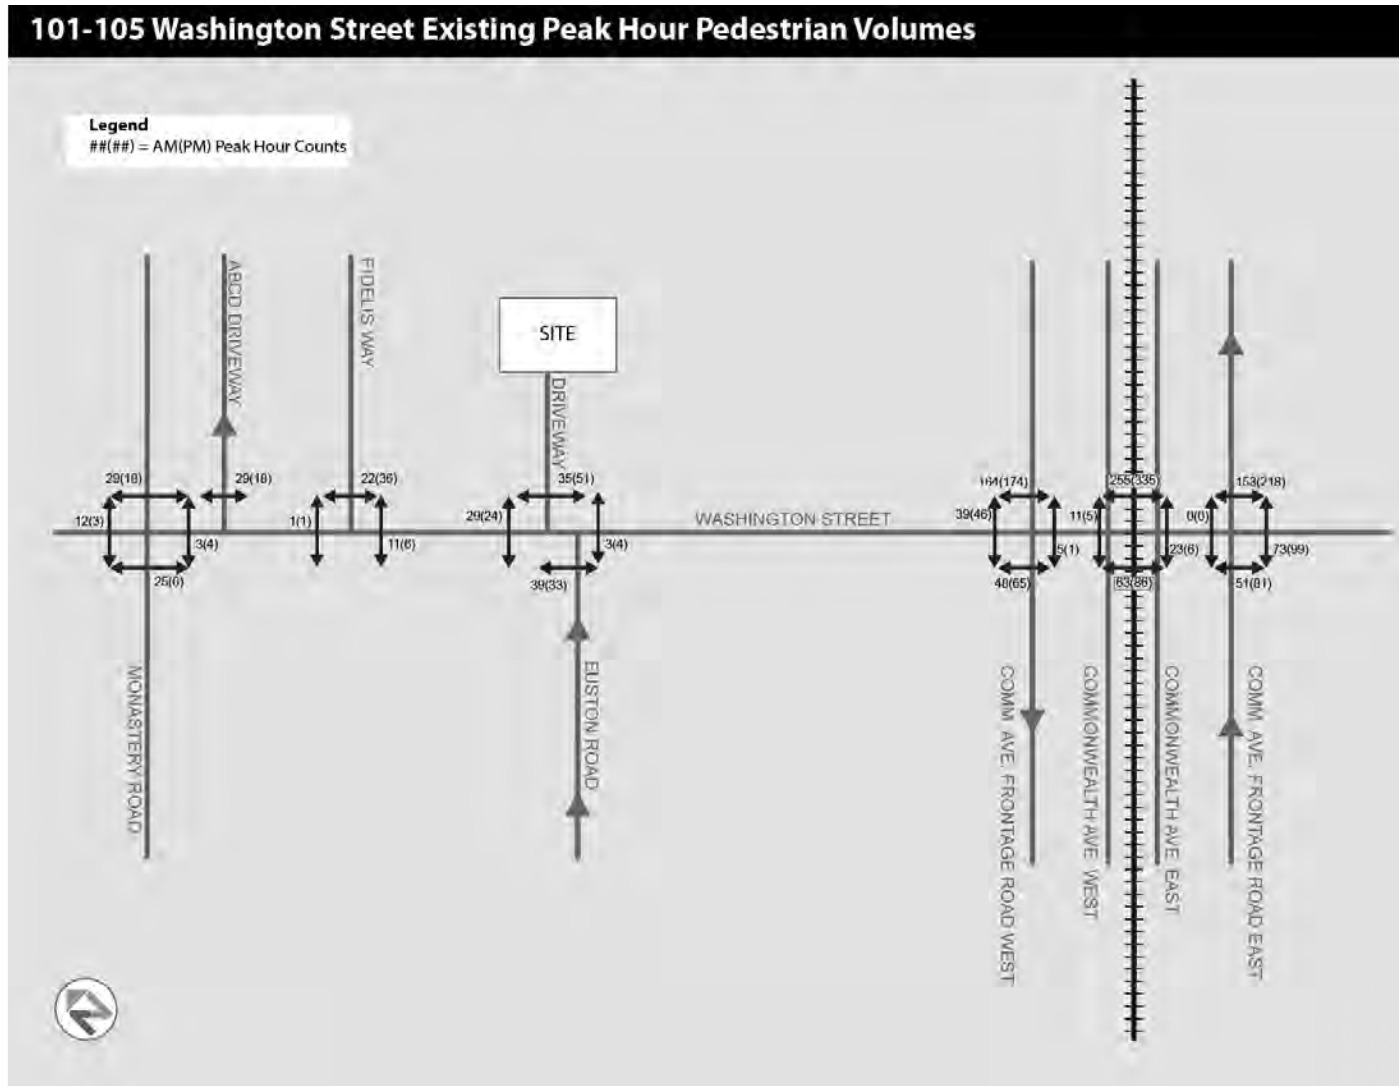 101-105 Washington Street Existing Peak Hour Pedestrian Volumes
Legend
##(##) = AM(PM) Peak Hour Counts
ABCD DRIVEWAY
FIDELIS WAY
SITE
DRIVEWAY
29(18)
29(18)
22(36)
35(51)
164(174)
255(335)
153(218)
12(3)
3(4)
1(1)
11(6)
29(24)
3(4)
WASHINGTON STREET
39(46)
5(1)
11(5)
23(6)
0(0)
73(99)
39(33)
48(65)
63(86)
51(81)
MONASTERY ROAD
EUSTON ROAD
COMM AVE. FRONTAGE ROAD WEST
COMMONWEALTH AVE WEST
COMMONWEALTH AVE EAST
COMM AVE. FRONTAGE ROAD EAST